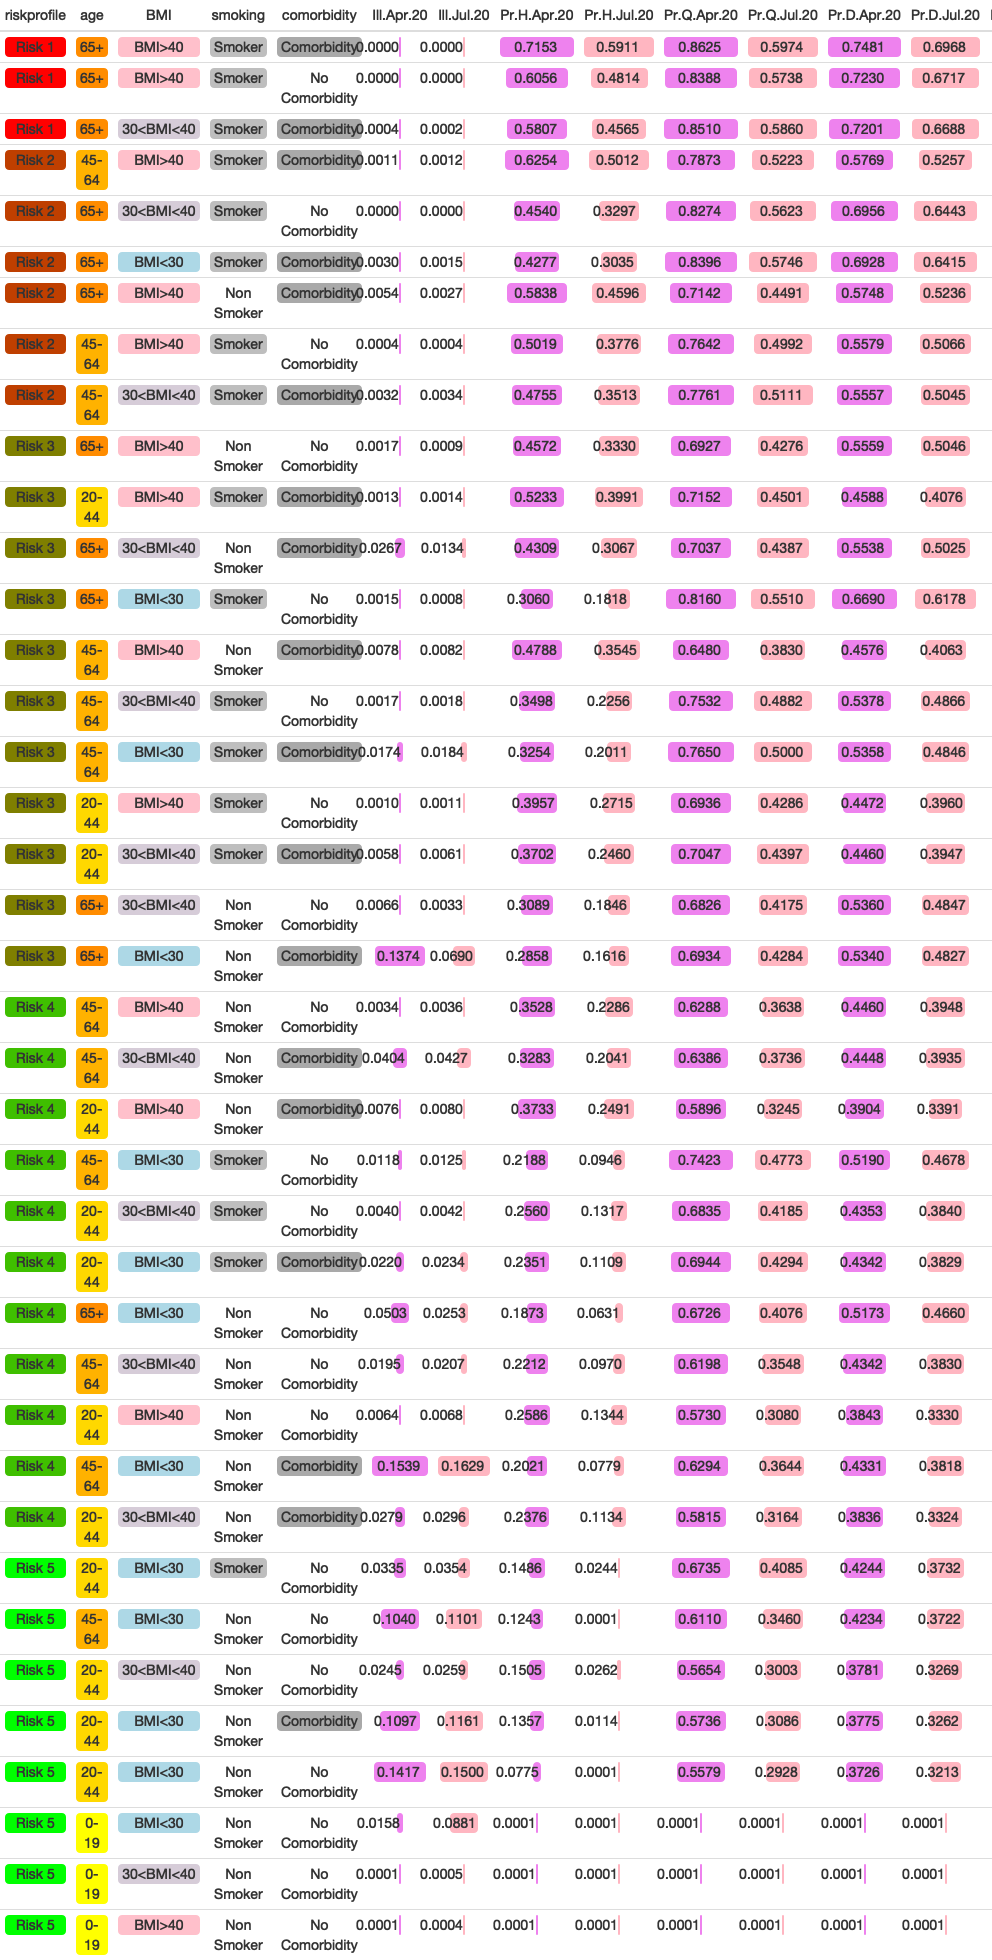 riskprofile age BMI smoking comorbidity Ill.Apr.20 Ill.Jul.20 Pr.H.Apr.20 Pr.H.Jul.20 Pr.Q.Apr.20 Pr.Q.Jul.20 Pr.D.Apr.20 Pr.D.Jul.20
Risk 1 65+ BMI>40 Smoker Comorbidity 0.0000 0.0000 0.7153 0.5911 0.8625 0.5974 0.7481 0.6968
Risk 1 65+ BMI>40 Smoker No 0.0000 0.0000 0.6056 0.4814 0.8388 0.5738 0.7230 0.6717
Comorbidity
Risk 1 65+ 30<BMI<40 Smoker Comorbidity 0.0004 0.0002 0.5807 0.4565 0.8510 0.5860 0.7201 0.6688
Risk 2 45- BMI>40 Smoker Comorbidity 0.0011 0.0012 0.6254 0.5012 0.7873 0.5223 0.5769 0.5257
64
Risk 2 65+ 30<BMI<40 Smoker No 0.0000 0.0000 0.4540 0.3297 0.8274 0.5623 0.6956 0.6443
Comorbidity
Risk 2 65+ BMI<30 Smoker Comorbidity 0.0030 0.0015 0.4277 0.3035 0.8396 0.5746 0.6928 0.6415
Risk 2 65+ BMI>40 Non Comorbidity 0.0054 0.0027 0.5838 0.4596 0.7142 0.4491 0.5748 0.5236
Smoker
Risk 2 45- BMI>40 Smoker No 0.0004 0.0004 0.5019 0.3776 0.7642 0.4992 0.5579 0.5066
64 Comorbidity
Risk 2 45- 30<BMI<40 Smoker Comorbidity 0.0032 0.0034 0.4755 0.3513 0.7761 0.5111 0.5557 0.5045
64
Risk 3 65+ BMI>40 Non No 0.0017 0.0009 0.4572 0.3330 0.6927 0.4276 0.5559 0.5046
Smoker Comorbidity
Risk 3 20- BMI>40 Smoker Comorbidity 0.0013 0.0014 0.5233 0.3991 0.7152 0.4501 0.4588 0.4076
44
Risk 3 65+ 30<BMI<40 Non Comorbidity 0.0267 0.0134 0.4309 0.3067 0.7037 0.4387 0.5538 0.5025
Smoker
Risk 3 65+ BMI<30 Smoker No 0.0015 0.0008 0.3060 0.1818 0.8160 0.5510 0.6690 0.6178
Comorbidity
Risk 3 45- BMI>40 Non Comorbidity 0.0078 0.0082 0.4788 0.3545 0.6480 0.3830 0.4576 0.4063
64 Smoker
Risk 3 45- 30<BMI<40 Smoker No 0.0017 0.0018 0.3498 0.2256 0.7532 0.4882 0.5378 0.4866
64 Comorbidity
Risk 3 45- BMI<30 Smoker Comorbidity 0.0174 0.0184 0.3254 0.2011 0.7650 0.5000 0.5358 0.4846
64
Risk 3 20- BMI>40 Smoker No 0.0010 0.0011 0.3957 0.2715 0.6936 0.4286 0.4472 0.3960
44 Comorbidity
Risk 3 20- 30<BMI<40 Smoker Comorbidity 0.0058 0.0061 0.3702 0.2460 0.7047 0.4397 0.4460 0.3947
44
Risk 3 65+ 30<BMI<40 Non No 0.0066 0.0033 0.3089 0.1846 0.6826 0.4175 0.5360 0.4847
Smoker Comorbidity
Risk 3 65+ BMI<30 Non Comorbidity 0.1374 0.0690 0.2858 0.1616 0.6934 0.4284 0.5340 0.4827
Smoker
Risk 4 45- BMI>40 Non No 0.0034 0.0036 0.3528 0.2286 0.6288 0.3638 0.4460 0.3948
64 Smoker Comorbidity
Risk 4 45- 30<BMI<40 Non Comorbidity 0.0404 0.0427 0.3283 0.2041 0.6386 0.3736 0.4448 0.3935
64 Smoker
Risk 4 20- BMI>40 Non Comorbidity 0.0076 0.0080 0.3733 0.2491 0.5896 0.3245 0.3904 0.3391
44 Smoker
Risk 4 45- BMI<30 Smoker No 0.0118 0.0125 0.2188 0.0946 0.7423 0.4773 0.5190 0.4678
64 Comorbidity
Risk 4 20- 30<BMI<40 Smoker No 0.0040 0.0042 0.2560 0.1317 0.6835 0.4185 0.4353 0.3840
44 Comorbidity
Risk 4 20- BMI<30 Smoker Comorbidity 0.0220 0.0234 0.2351 0.1109 0.6944 0.4294 0.4342 0.3829
44
Risk 4 65+ BMI<30 Non No 0.0503 0.0253 0.1873 0.0631 0.6726 0.4076 0.5173 0.4660
Smoker Comorbidity
Risk 4 45- 30<BMI<40 Non No 0.0195 0.0207 0.2212 0.0970 0.6198 0.3548 0.4342 0.3830
64 Smoker Comorbidity
Risk 4 20- BMI>40 Non No 0.0064 0.0068 0.2586 0.1344 0.5730 0.3080 0.3843 0.3330
44 Smoker Comorbidity
Risk 4 45- BMI<30 Non Comorbidity 0.1539 0.1629 0.2021 0.0779 0.6294 0.3644 0.4331 0.3818
64 Smoker
Risk 4 20- 30<BMI<40 Non Comorbidity 0.0279 0.0296 0.2376 0.1134 0.5815 0.3164 0.3836 0.3324
44 Smoker
Risk 5 20- BMI<30 Smoker No 0.0335 0.0354 0.1486 0.0244 0.6735 0.4085 0.4244 0.3732
44 Comorbidity
Risk 5 45- BMI<30 Non No 0.1040 0.1101 0.1243 0.0001 0.6110 0.3460 0.4234 0.3722
64 Smoker Comorbidity
Risk 5 20- 30<BMI<40 Non No 0.0245 0.0259 0.1505 0.0262 0.5654 0.3003 0.3781 0.3269
44 Smoker Comorbidity
Risk 5 20- BMI<30 Non Comorbidity 0.1097 0.1161 0.1357 0.0114 0.5736 0.3086 0.3775 0.3262
44 Smoker
Risk 5 20- BMI<30 Non No 0.1417 0.1500 0.0775 0.0001 0.5579 0.2928 0.3726 0.3213
44 Smoker Comorbidity
Risk 5 0- BMI<30 Non No 0.0158 0.0881 0.0001 0.0001 0.0001 0.0001 0.0001 0.0001
19 Smoker Comorbidity
Risk 5 0- 30<BMI<40 Non No 0.0001 0.0005 0.0001 0.0001 0.0001 0.0001 0.0001 0.0001
19 Smoker Comorbidity
Risk 5 0- BMI>40 Non No 0.0001 0.0004 0.0001 0.0001 0.0001 0.0001 0.0001 0.0001
19 Smoker Comorbidity